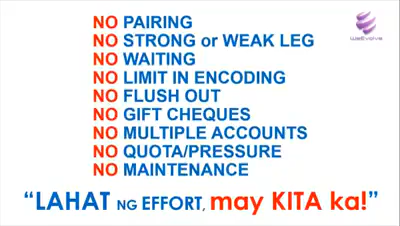 NO PAIRING
NO STRONG or WEAK LEG
NO WAITING
NO LIMIT IN ENCODING
NO FLUSH OUT
NO GIFT CHEQUES
NO MULTIPLE ACCOUNTS
NO QUOTA/PRESSURE
NO MAINTENANCE
"LAHAT NG EFFORT, may KITA ka!"